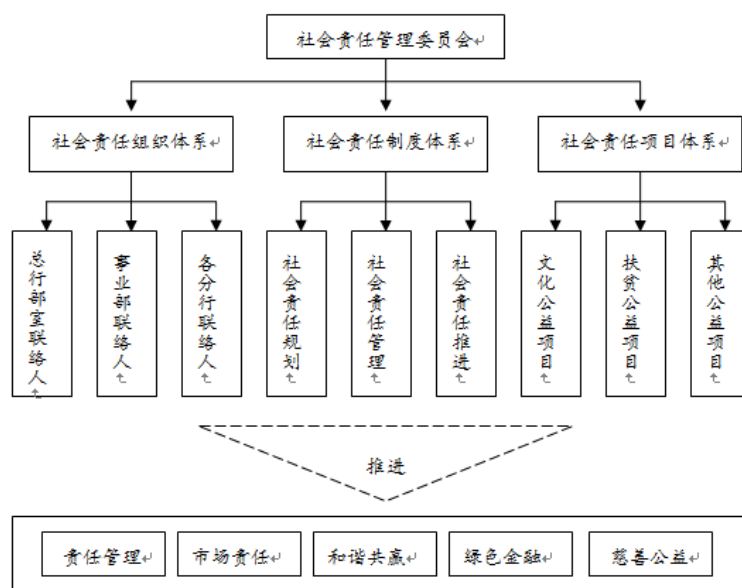 社会责任管理委员会
社会责任组织体系
社会责任制度体系
社会责任项目体系
总行部室联络人
事业部联络人
各分行联络人
社会责任规划
社会责任管理
社会责任推进
文化公益项目
扶贫公益项目
其他公益项目
推进
责任管理
市场责任
和谐共赢
绿色金融
慈善公益